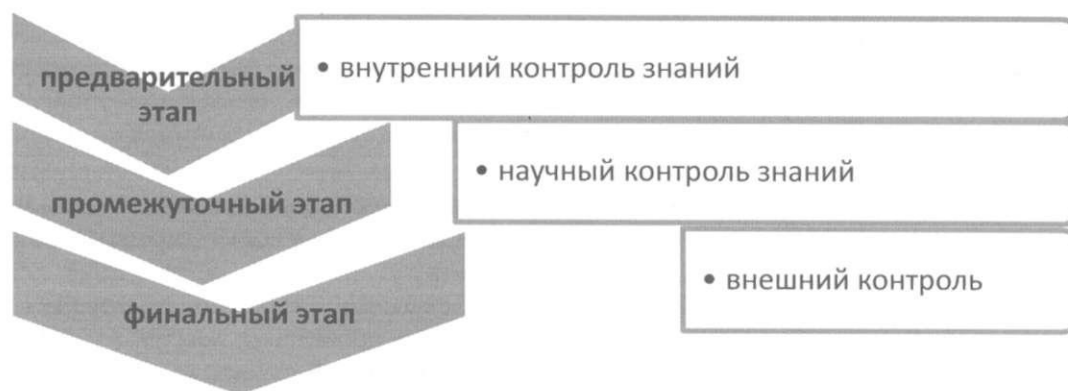 предварительный
этап
• внутренний контроль знаний
промежуточный этап
• научный контроль знаний
финальный этап
• внешний контроль